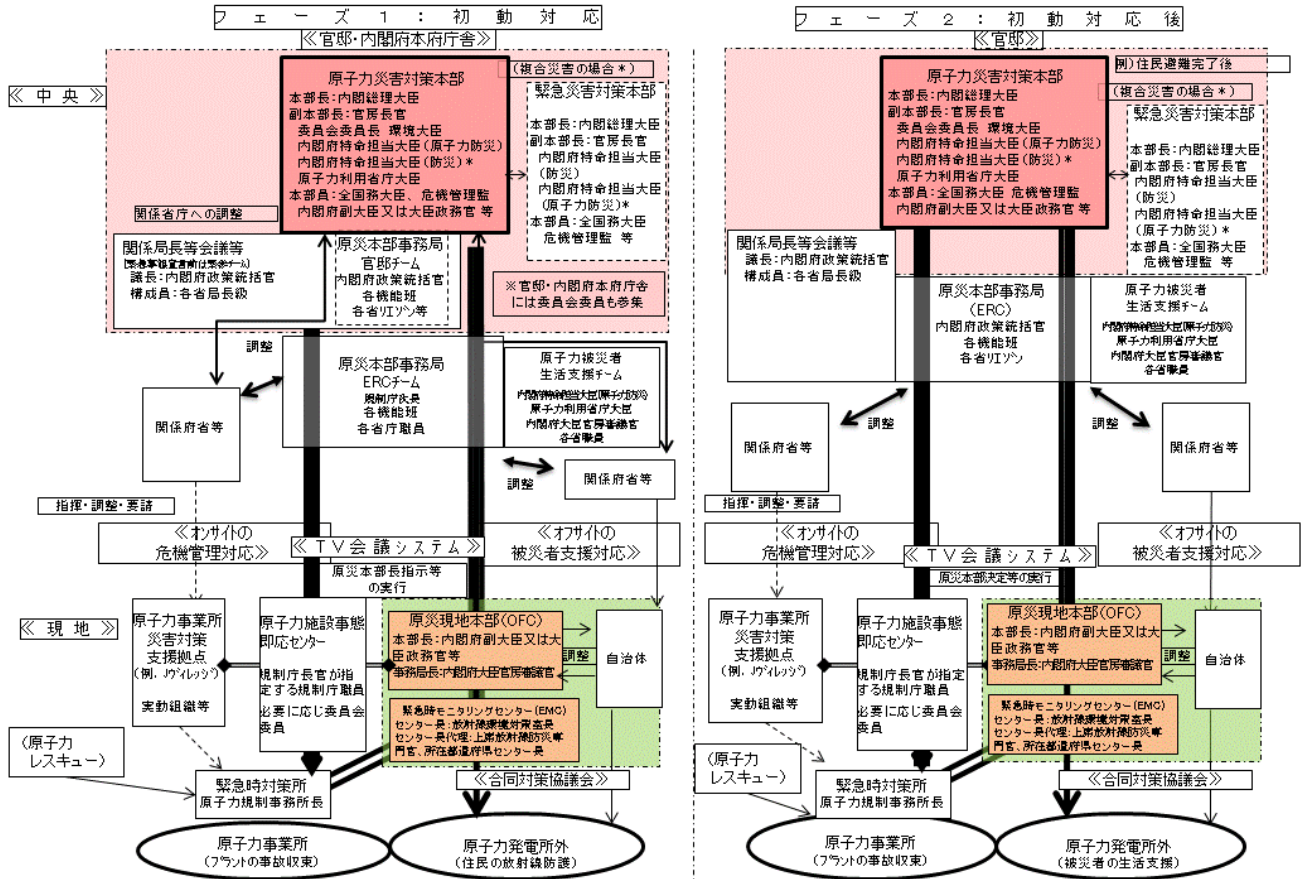 フェーズ1:初動対応
≪官邸・内閣府本府庁舎≫
≪中央≫
原子力災害対策本部
本部長:内閣総理大臣
副本部長:官房長官
委員会委員長 環境大臣
内閣府特命担当大臣(原子力防災)
内閣府特命担当大臣(防災)*
原子力利用省庁大臣
本部員:全国務大臣、危機管理監
内閣府副大臣又は大臣政務官 等
(複合災害の場合*)
緊急災害対策本部
本部長:内閣総理大臣
副本部長:官房長官
内閣府特命担当大臣
(防災)
内閣府特命担当大臣
(原子力防災)*
本部員:全国務大臣
危機管理監 等
関係省庁への調整
関係局長等会議等
議長:内閣府政策統括官
構成員:各省局長級
原災本部事務局
官邸チーム
内閣府政策統括官
各機能班
各省リエゾン等
※官邸・内閣府本府庁舎
には委員会委員も参集
調整
原災本部事務局
ERCチーム
規制庁次長
各機能班
各省庁職員
原子力被災者
生活支援チーム
内閣府特命担当大臣(原子力防災)
原子力利用省庁大臣
内閣府大臣官房審議官
各省職員
関係府省等
調整
関係府省等
指揮・調整・要請
≪オンサイトの
危機管理対応≫
≪TV会議システム≫
≪オフサイトの
被災者支援対応≫
原災本部長指示等
の実行
≪現地≫
原子力事業所
災害対策
支援拠点
(例.Jヴィレッジ)
実動組織等
原子力施設事態
即応センター
規制庁長官が指
定する規制庁職員
必要に応じ委員会委
員
原災現地本部(OFC)
本部長:内閣府副大臣又は大
臣政務官等
事務局長:内閣府大臣官房審議官
調整
自治体
緊急時モニタリングセンター(EMC)
センター長:放射線環境対策室長
センター長代理:上席放射線防災専
門官、所在都道府県センター長
(原子力
レスキュー)
緊急時対策所
原子力規制事務所長
≪合同対策協議会≫
原子力事業所
(プラントの事故収束)
原子力発電所外
(住民の放射線防護)
フェーズ2:初動対応後
≪官邸≫
例)住民避難完了後
原子力災害対策本部
本部長:内閣総理大臣
副本部長:官房長官
委員会委員長 環境大臣
内閣府特命担当大臣(原子力防災)
内閣府特命担当大臣(防災)*
原子力利用省庁大臣
本部員:全国務大臣 危機管理監
内閣府副大臣又は大臣政務官 等
(複合災害の場合*)
緊急災害対策本部
本部長:内閣総理大臣
副本部長:官房長官
内閣府特命担当大臣
(防災)
内閣府特命担当大臣
(原子力防災)*
本部員:全国務大臣
危機管理監 等
関係局長等会議等
議長:内閣府政策統括官
構成員:各省局長級
原災本部事務局
(ERC)
内閣府政策統括官
各機能班
各省リエゾン
原子力被災者
生活支援チーム
内閣府特命担当大臣(原子力防災)
原子力利用省庁大臣
内閣府大臣官房審議官
各省職員
調整
調整
関係府省等
関係府省等
指揮・調整・要請
≪オンサイトの
危機管理対応≫
≪TV会議システム≫
≪オフサイトの
被災者支援対応≫
原災本部決定等の実行
原子力事業所
災害対策
支援拠点
(例.Jヴィレッジ)
実動組織等
原子力施設事態
即応センター
規制庁長官が指
定する規制庁職員
必要に応じ委員会
委員
原災現地本部(OFC)
本部長:内閣府副大臣又は大
臣政務官等
事務局長:内閣府大臣官房審議官
調整
自治体
緊急時モニタリングセンター(EMC)
センター長:放射線環境対策室長
センター長代理:上席放射線防災専
門官、所在都道府県センター長
(原子力
レスキュー)
緊急時対策所
原子力規制事務所長
≪合同対策協議会≫
原子力事業所
(プラントの事故収束)
原子力発電所外
(被災者の生活支援)